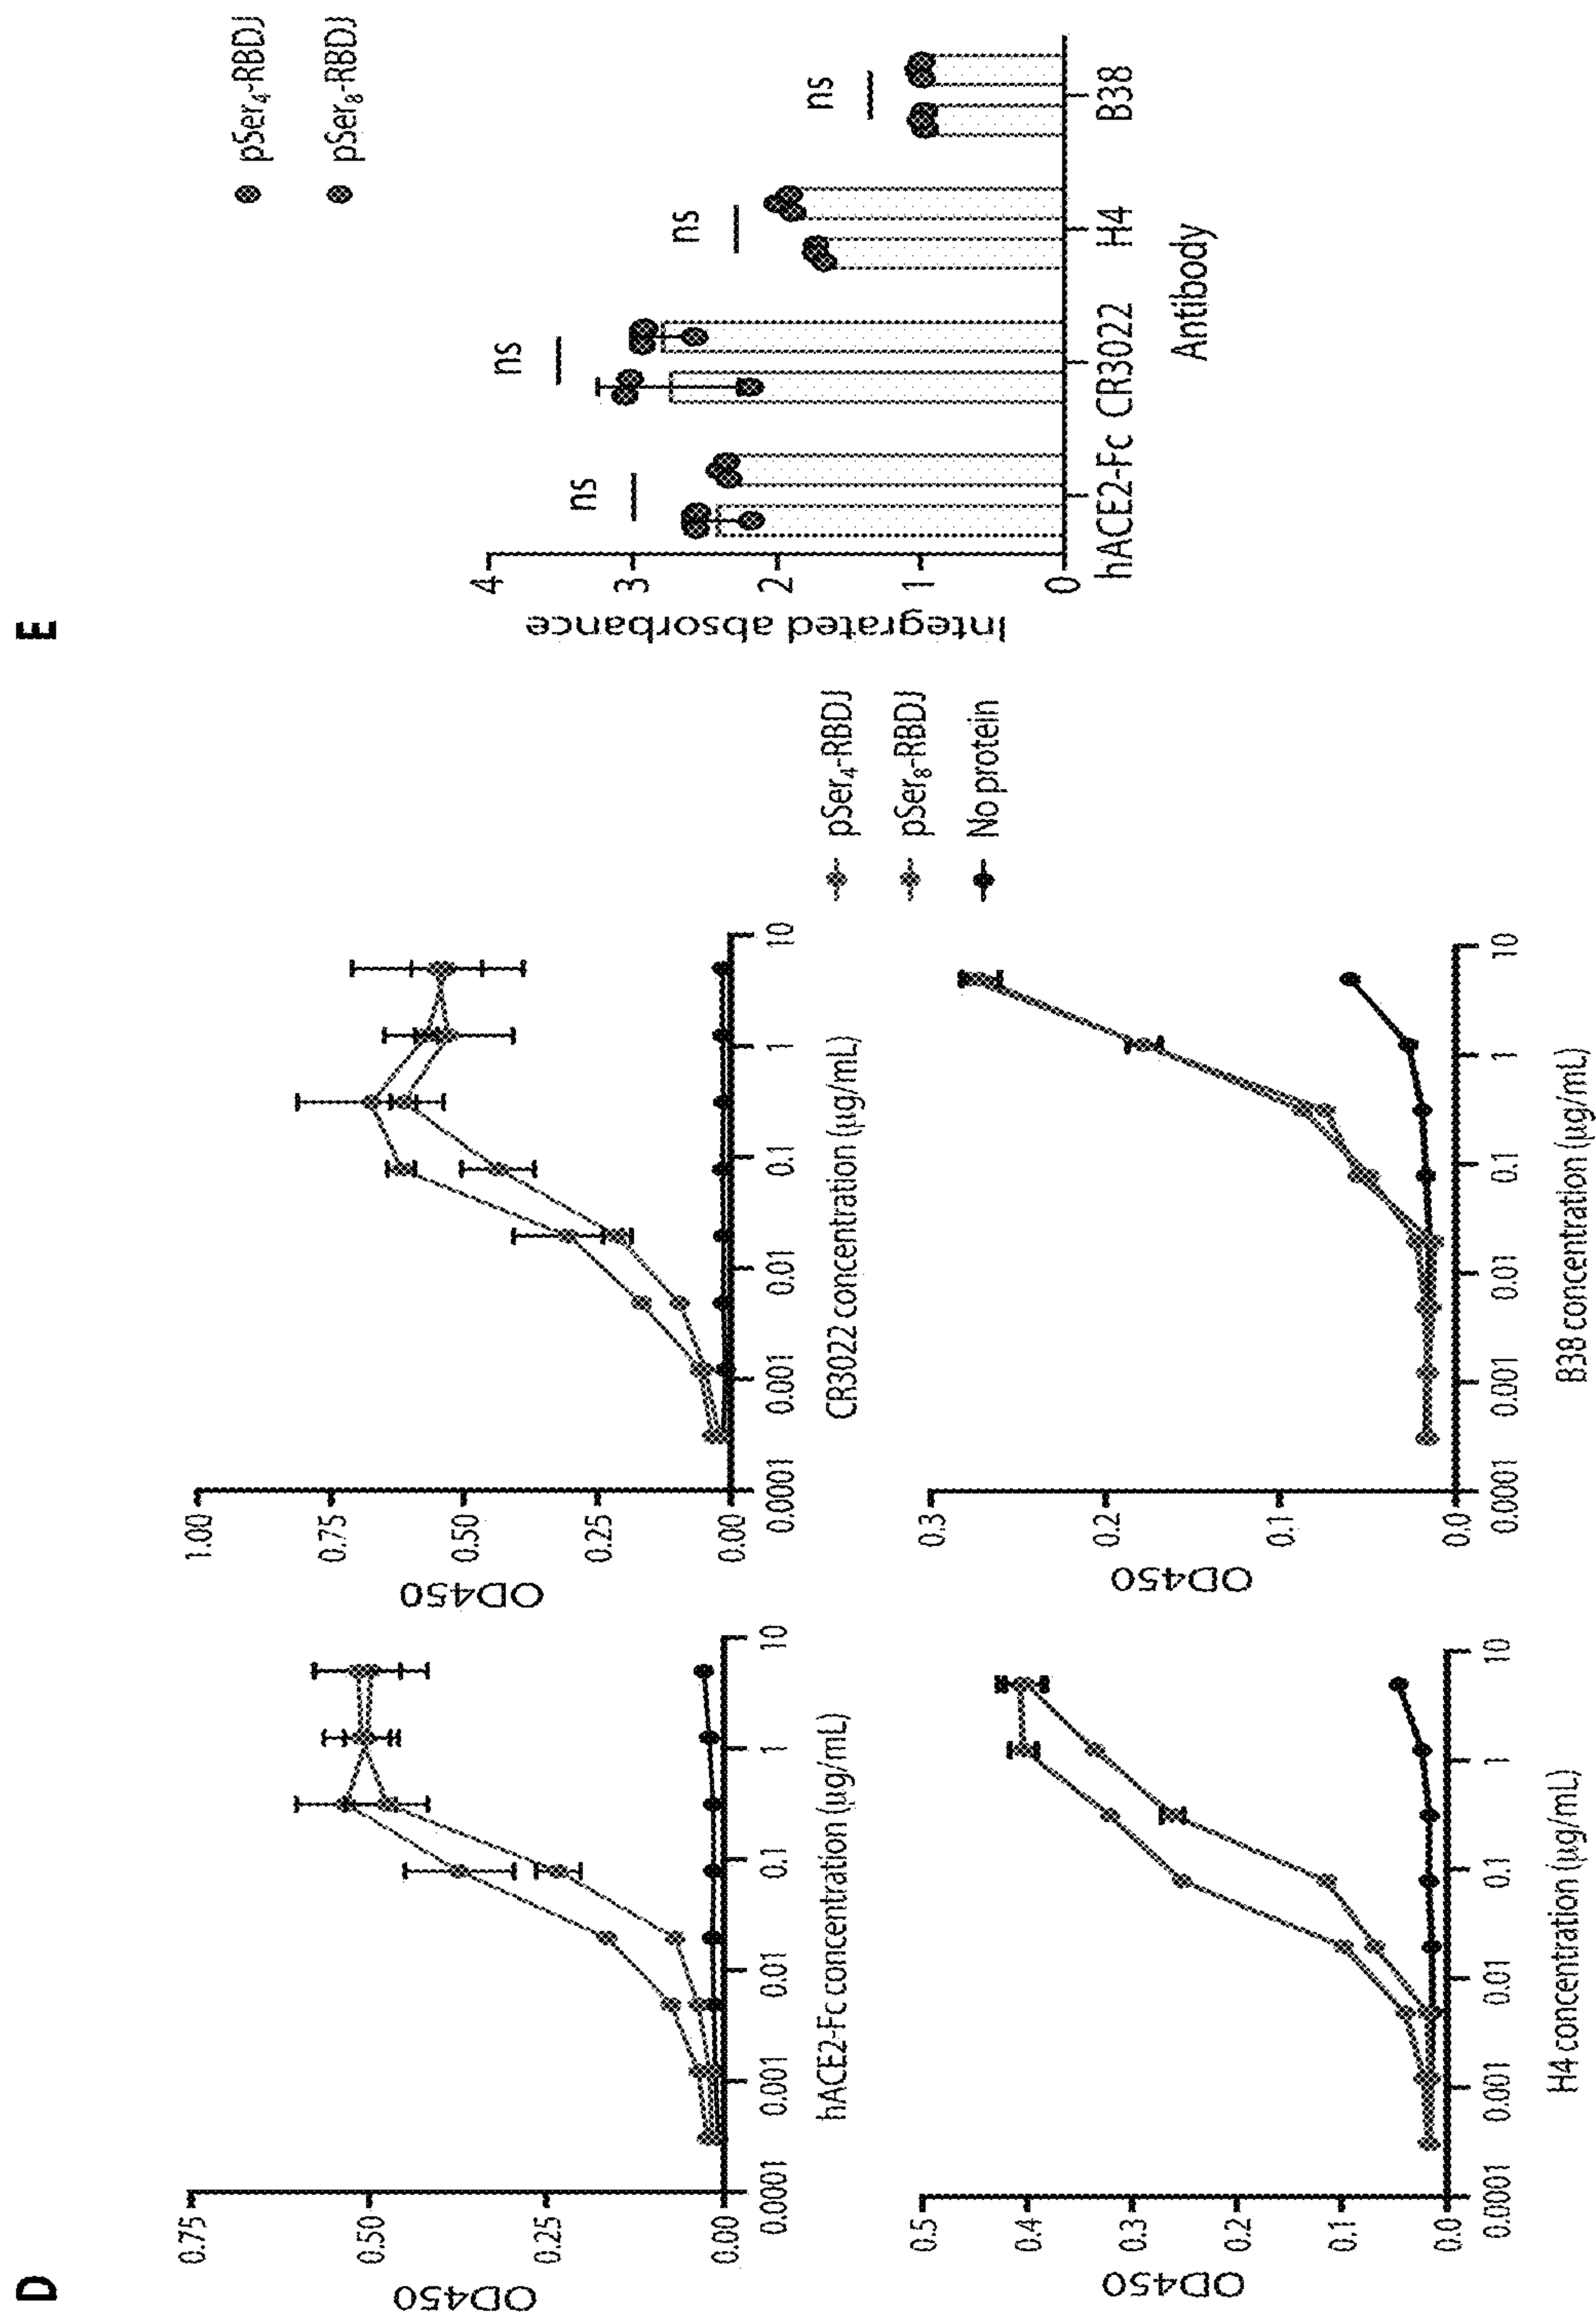 D
OD450
0.75
0.50
0.25
0.00
0.0001
0.001
0.01
0.1
1
10
hACE2-Fc concentration (µg/mL)
OD450
1.00
0.75
0.50
0.25
0.00
0.0001
0.001
0.01
0.1
1
10
CR3022 concentration (µg/mL)
OD450
0.5
0.4
0.3
0.2
0.1
0.0
0.0001
0.001
0.01
0.1
1
10
H4 concentration (µg/mL)
OD450
0.3
0.2
0.1
0.0
0.0001
0.001
0.01
0.1
1
10
B38 concentration (µg/mL)
pSer₄-RBDJ
pSer₈-RBDJ
No protein
E
Integrated absorbance
4
3
2
1
0
ns
ns
ns
ns
hACE2-Fc CR3022 H4 B38
Antibody
pSer₄-RBDJ
pSer₈-RBDJ